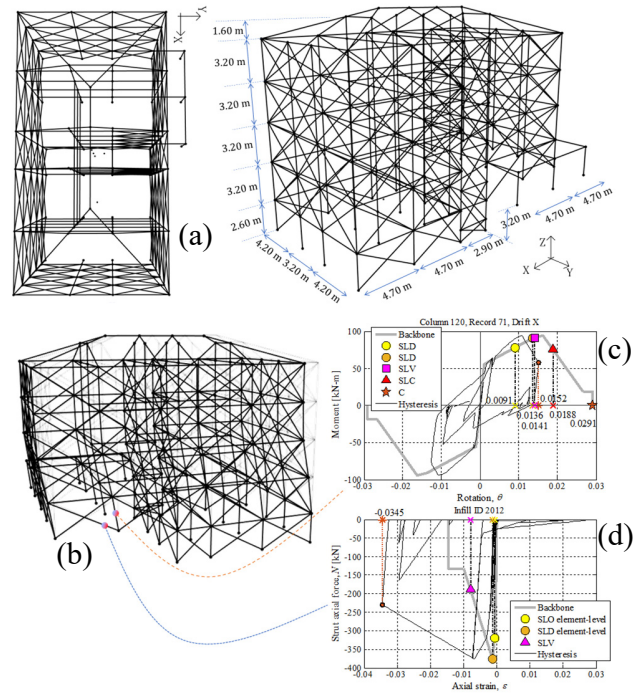 (a)
X
Y
1.60 m
3.20 m
3.20 m
3.20 m
3.20 m
2.60 m
4.20 m
3.20 m
4.20 m
4.70 m
4.70 m
2.90 m
3.20 m
4.70 m
4.70 m
Z
X
Y
(b)
Column 120, Record 71, Drift X
(c)
Moment [kN-m]
100
50
0
-50
-100
Backbone
SLD
SLD
SLV
SLC
C
Hysteresis
0.0091
0.0136
0.0141
0.0152
0.0188
0.0291
-0.03
-0.02
-0.01
0
0.01
0.02
0.03
Rotation, θ
Infill ID 2012
(d)
-0.0345
Strut axial force, N [kN]
0
-50
-100
-150
-200
-250
-300
-350
-400
Backbone
SLO element-level
SLD element-level
SLV
Hysteresis
-0.04
-0.03
-0.02
-0.01
0
0.01
0.02
0.03
Axial strain, ε